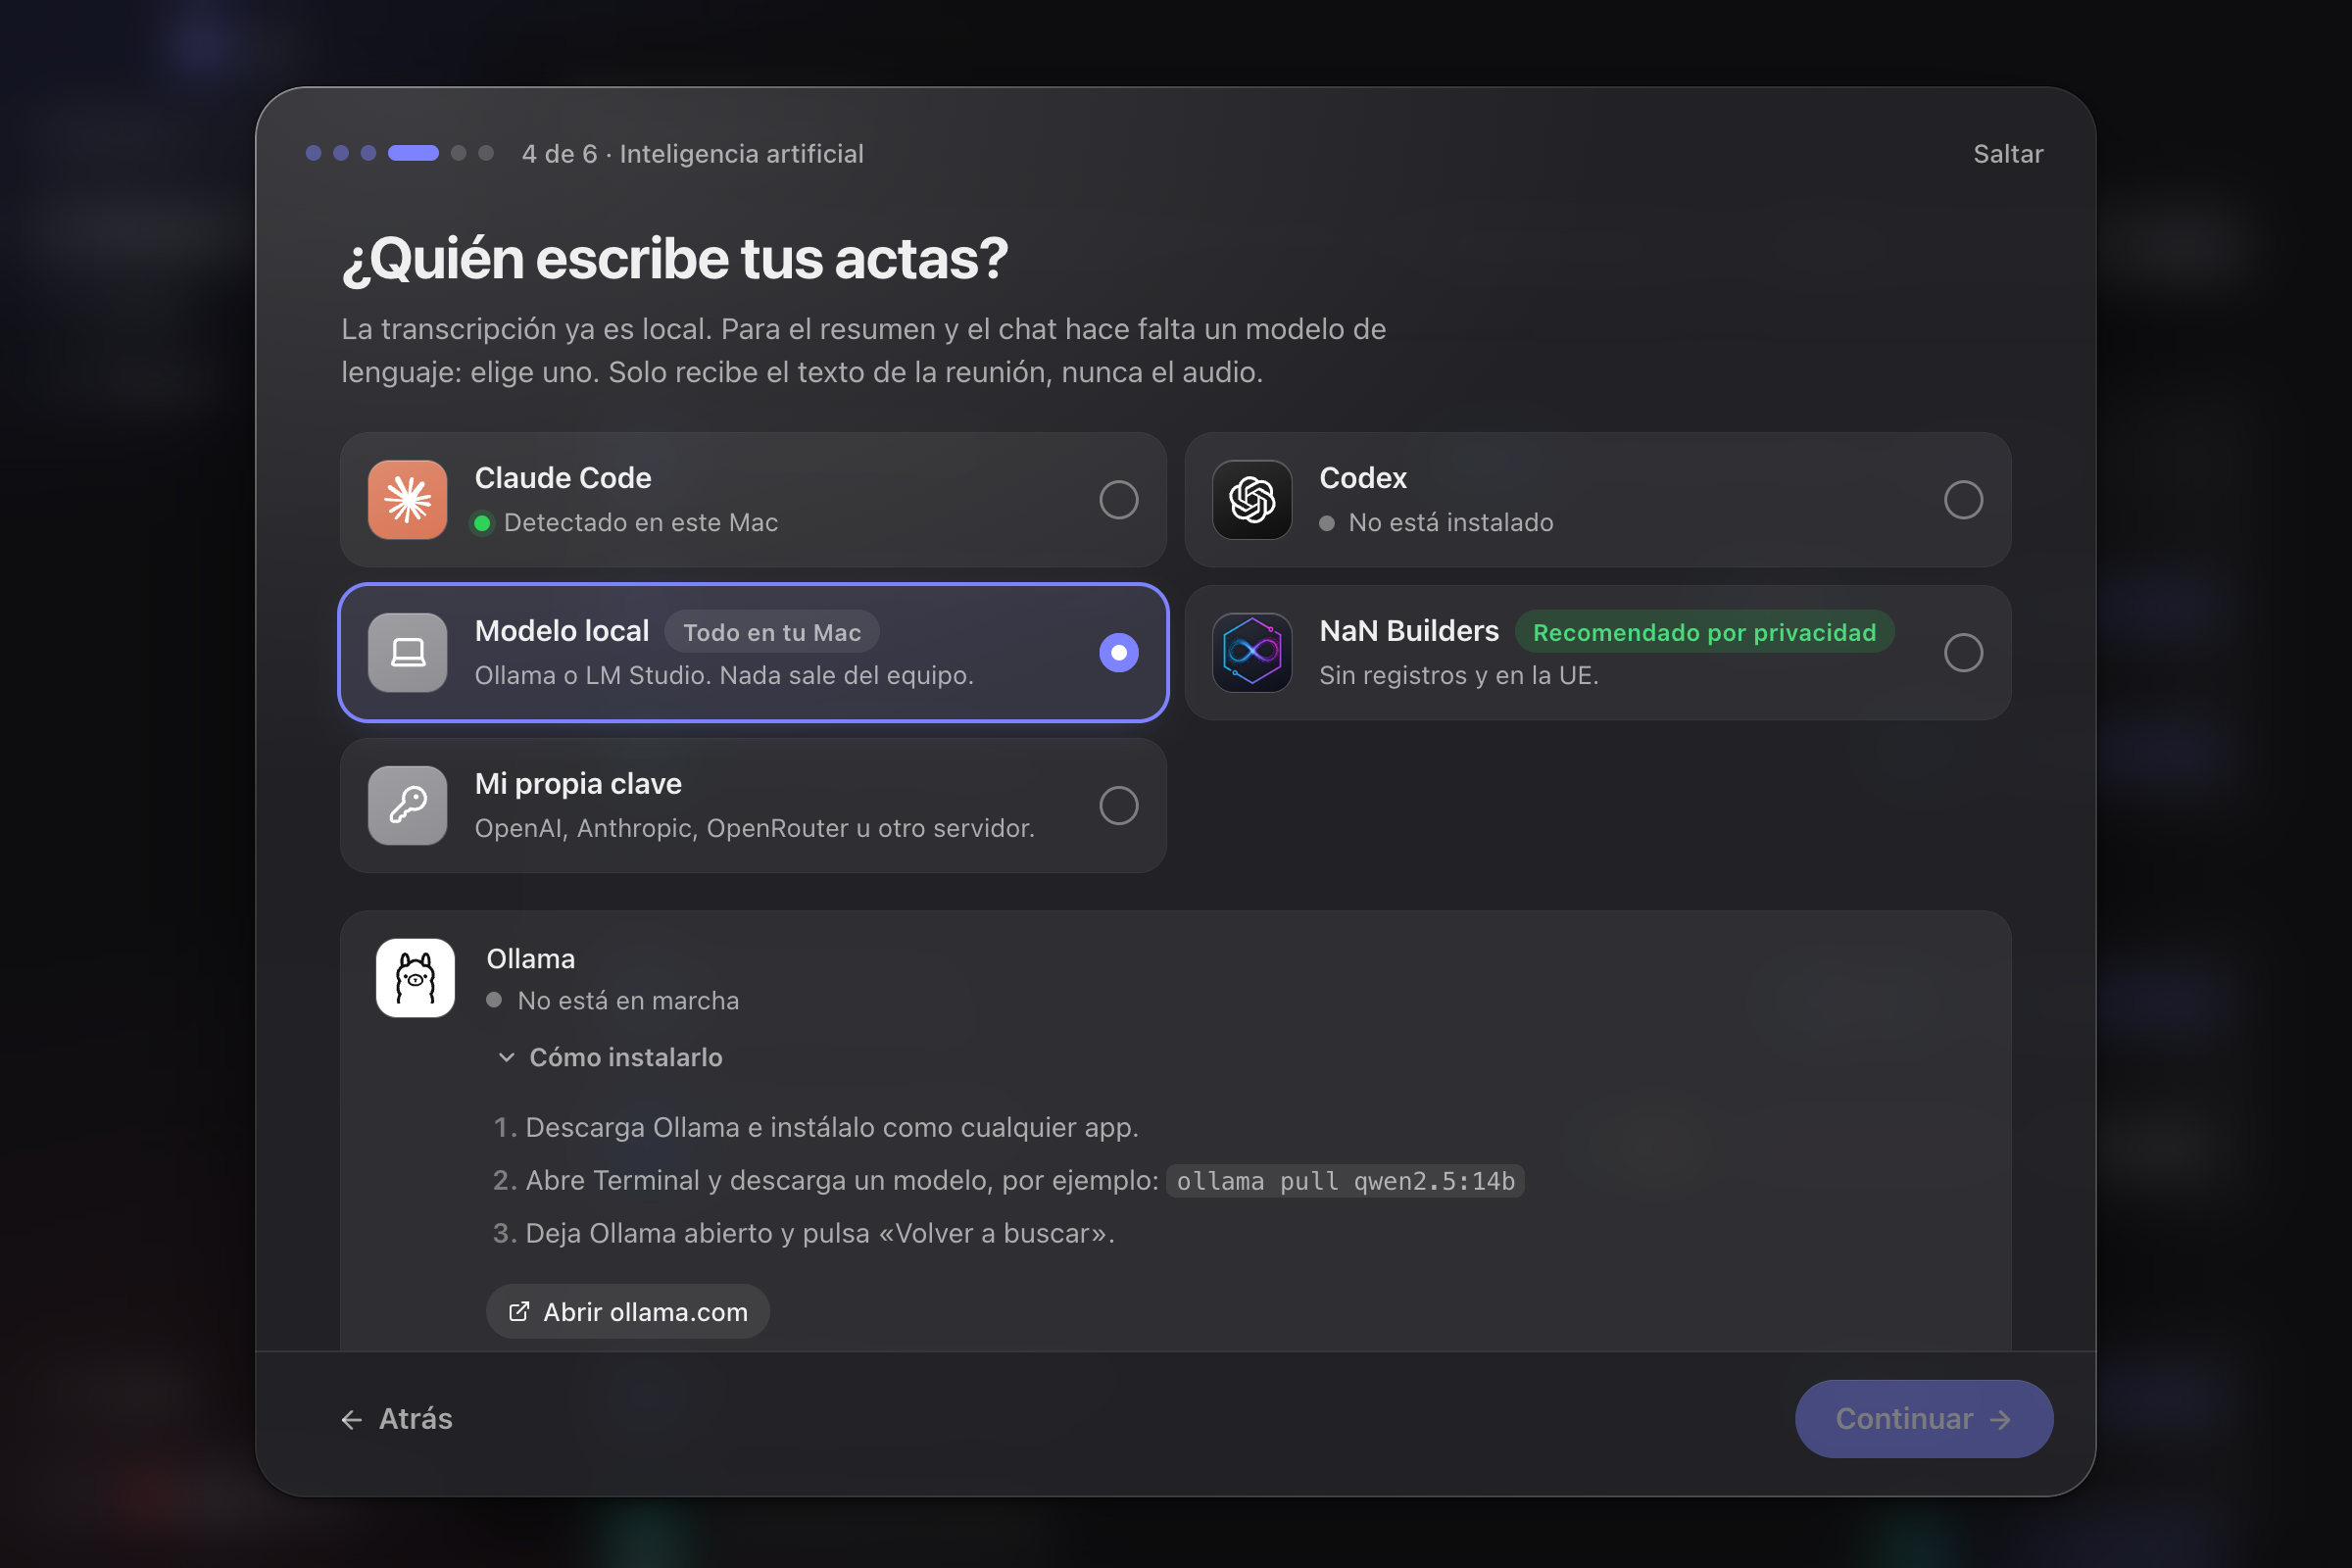 4 de 6 · Inteligencia artificial
Saltar
¿Quién escribe tus actas?
La transcripción ya es local. Para el resumen y el chat hace falta un modelo de
lenguaje: elige uno. Solo recibe el texto de la reunión, nunca el audio.
Claude Code
Detectado en este Mac
Codex
No está instalado
Modelo local Todo en tu Mac
Ollama o LM Studio. Nada sale del equipo.
NaN Builders Recomendado por privacidad
Sin registros y en la UE.
Mi propia clave
OpenAI, Anthropic, OpenRouter u otro servidor.
Ollama
No está en marcha
Cómo instalarlo
1. Descarga Ollama e instálalo como cualquier app.
2. Abre Terminal y descarga un modelo, por ejemplo: ollama pull qwen2.5:14b
3. Deja Ollama abierto y pulsa «Volver a buscar».
Abrir ollama.com
Atrás
Continuar